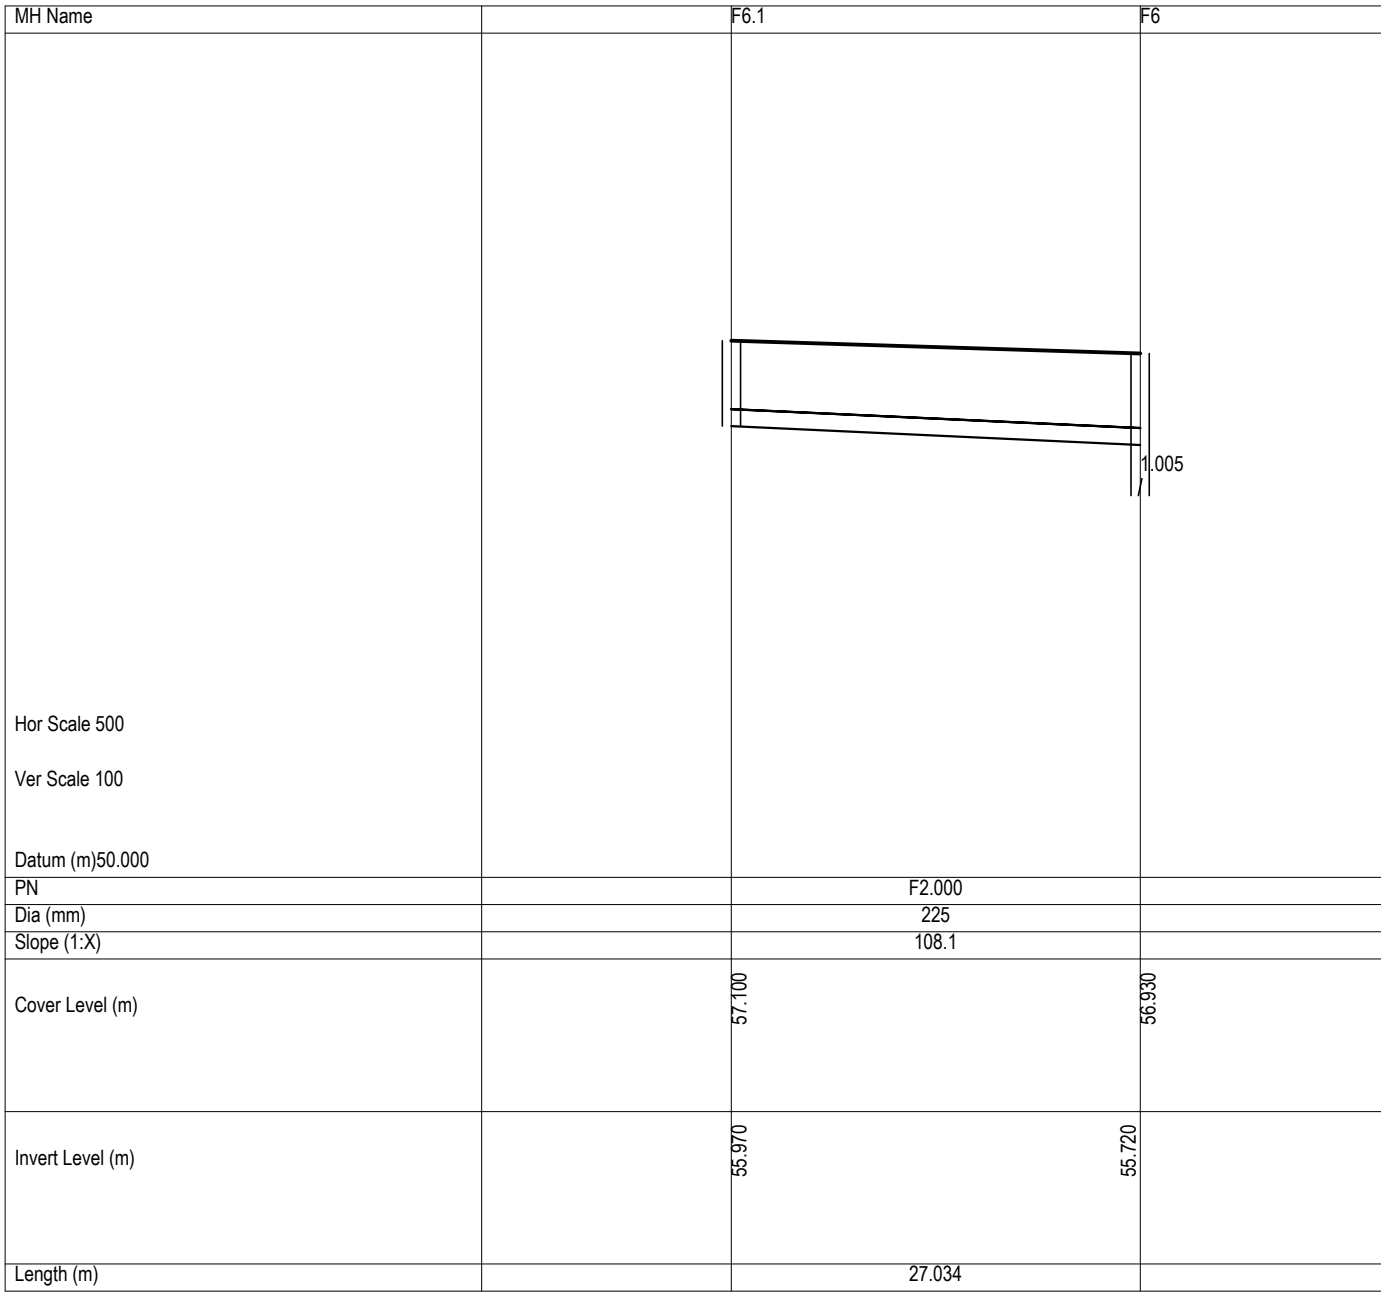 MH Name F6.1 F6
1.005
Hor Scale 500
Ver Scale 100
Datum (m)50.000
PN F2.000
Dia (mm) 225
Slope (1:X) 108.1
Cover Level (m) 57.100 56.930
Invert Level (m) 55.970 55.720
Length (m) 27.034